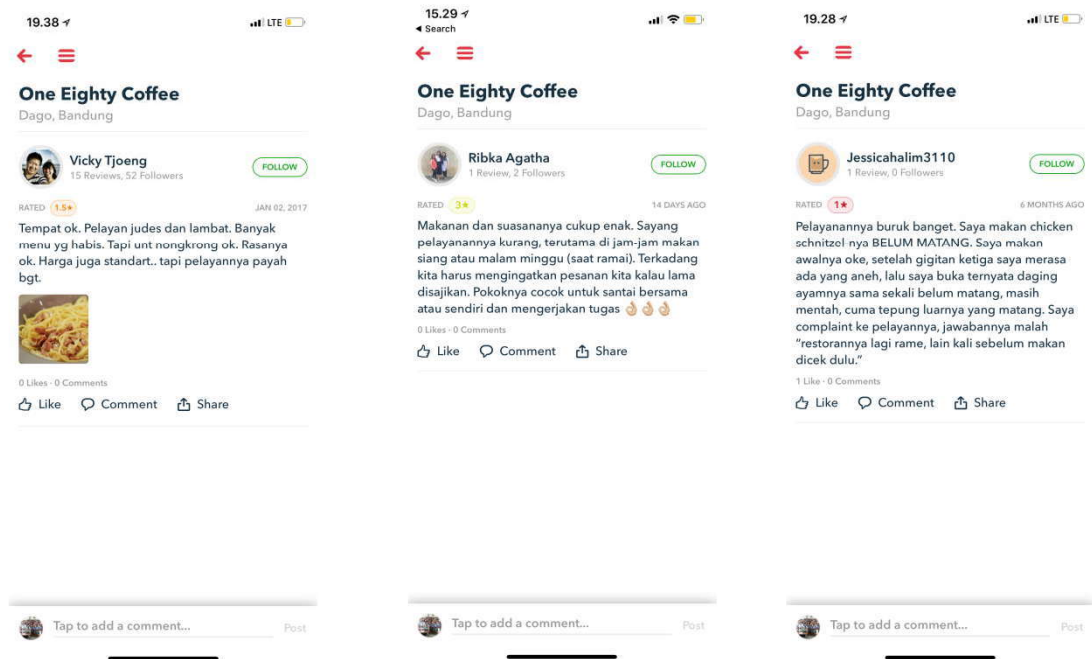 19.38
LTE
One Eighty Coffee
Dago, Bandung
Vicky Tjoeng
15 Reviews, 52 Followers
FOLLOW
RATED 1.5★
JAN 02, 2017
Tempat ok. Pelayan judes dan lambat. Banyak
menu yg habis. Tapi unt nongkrong ok. Rasanya
ok. Harga juga standart.. tapi pelayannya payah
bgt.
0 Likes · 0 Comments
Like Comment Share
Tap to add a comment...
Post
15.29
Search
One Eighty Coffee
Dago, Bandung
Ribka Agatha
1 Review, 2 Followers
FOLLOW
RATED 3★
14 DAYS AGO
Makanan dan suasananya cukup enak. Sayang
pelayanannya kurang, terutama di jam-jam makan
siang atau malam minggu (saat ramai). Terkadang
kita harus mengingatkan pesanan kita kalau lama
disajikan. Pokoknya cocok untuk santai bersama
atau sendiri dan mengerjakan tugas 👌👌👌
0 Likes · 0 Comments
Like Comment Share
Tap to add a comment...
Post
19.28
LTE
One Eighty Coffee
Dago, Bandung
Jessicahalim3110
1 Review, 0 Followers
FOLLOW
RATED 1★
6 MONTHS AGO
Pelayanannya buruk banget. Saya makan chicken
schnitzel nya BELUM MATANG. Saya makan
awalnya oke, setelah gigitan ketiga saya merasa
ada yang aneh, lalu saya buka ternyata daging
ayamnya sama sekali belum matang, masih
mentah, cuma tepung luarnya yang matang. Saya
complaint ke pelayannya, jawabannya malah
“restorannya lagi rame, lain kali sebelum makan
dicek dulu.”
1 Like · 0 Comments
Like Comment Share
Tap to add a comment...
Post